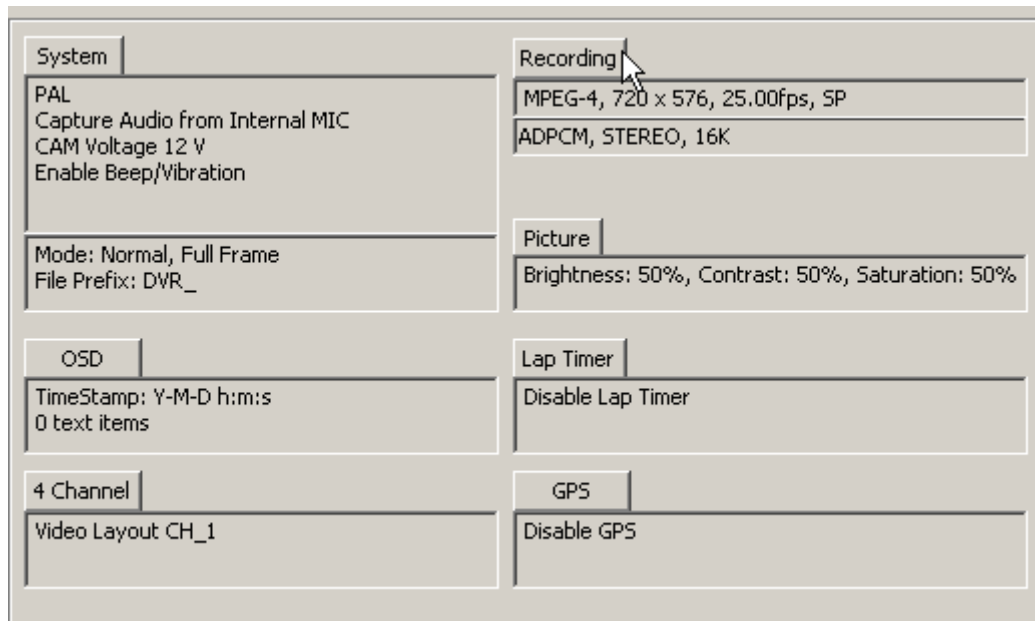 System
PAL
Capture Audio from Internal MIC
CAM Voltage 12 V
Enable Beep/Vibration
Mode: Normal, Full Frame
File Prefix: DVR_
Recording
MPEG-4, 720 x 576, 25.00fps, SP
ADPCM, STEREO, 16K
Picture
Brightness: 50%, Contrast: 50%, Saturation: 50%
OSD
TimeStamp: Y-M-D h:m:s
0 text items
Lap Timer
Disable Lap Timer
4 Channel
Video Layout CH_1
GPS
Disable GPS